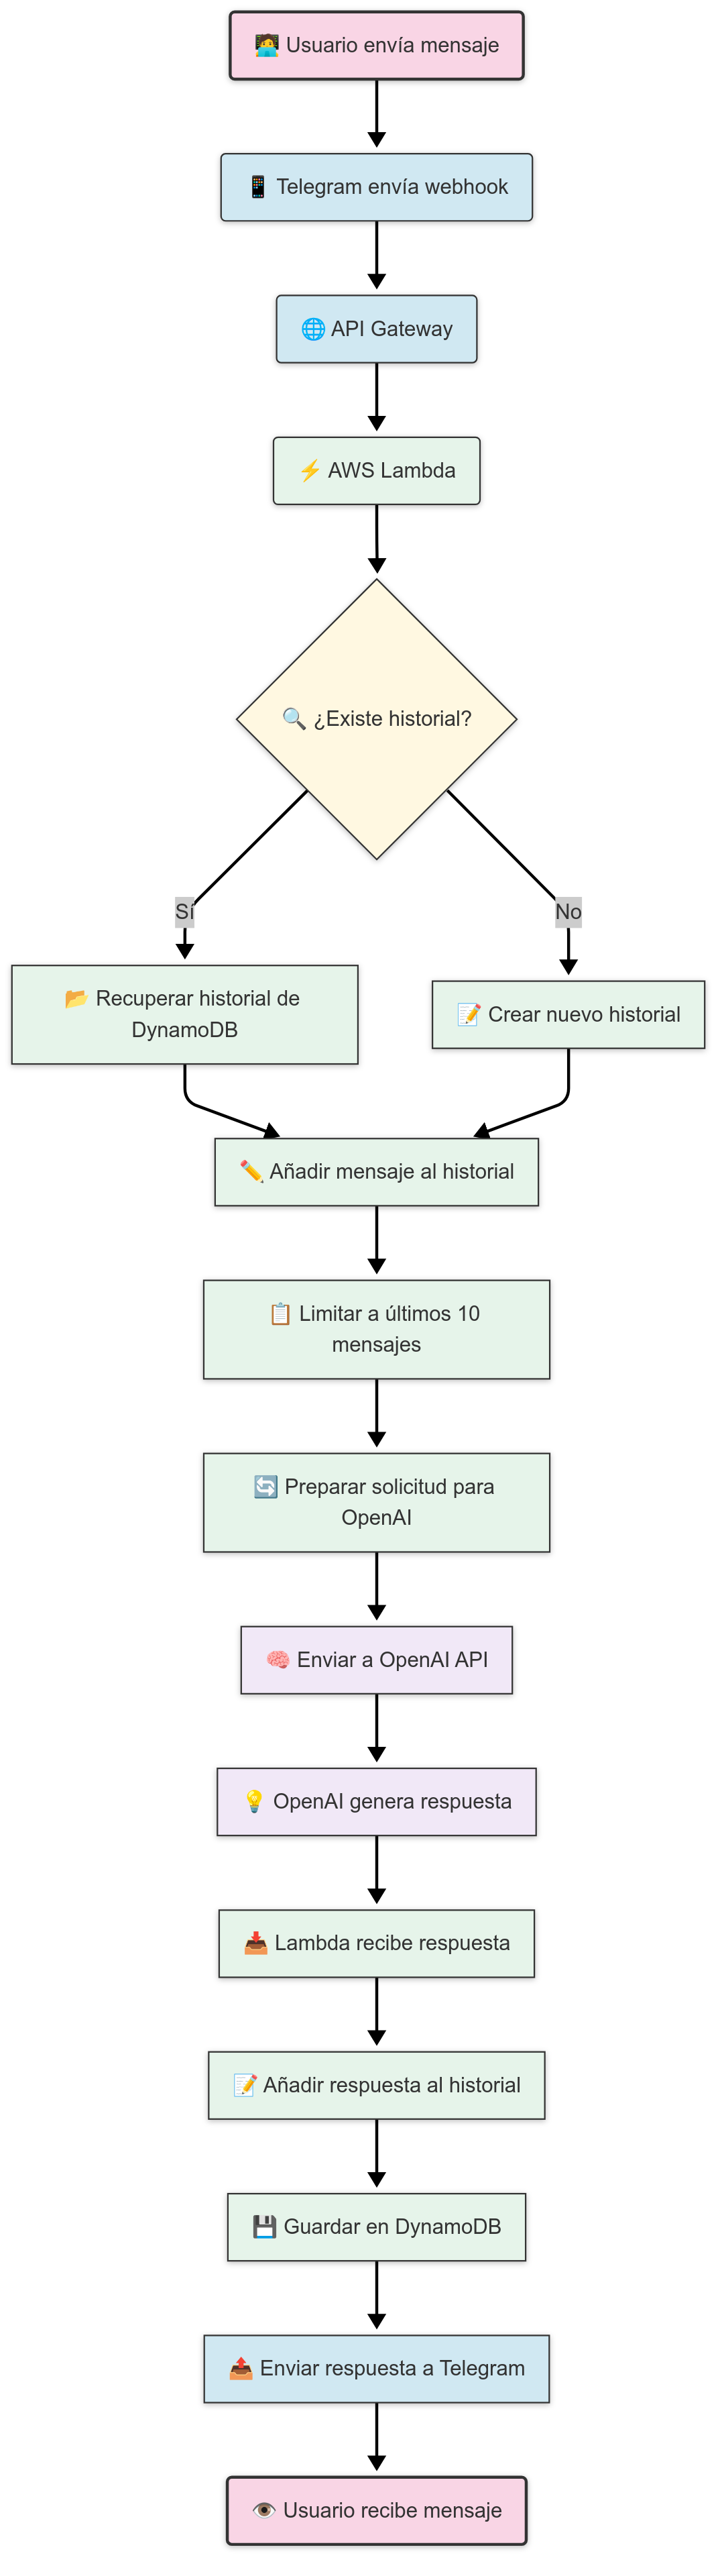 🧑‍💻 Usuario envía mensaje
📱 Telegram envía webhook
🌐 API Gateway
⚡ AWS Lambda
🔍 ¿Existe historial?
Sí
No
📂 Recuperar historial de
DynamoDB
📝 Crear nuevo historial
✏️ Añadir mensaje al historial
📋 Limitar a últimos 10
mensajes
🔄 Preparar solicitud para
OpenAI
🧠 Enviar a OpenAI API
💡 OpenAI genera respuesta
📥 Lambda recibe respuesta
📝 Añadir respuesta al historial
💾 Guardar en DynamoDB
📤 Enviar respuesta a Telegram
👁️ Usuario recibe mensaje